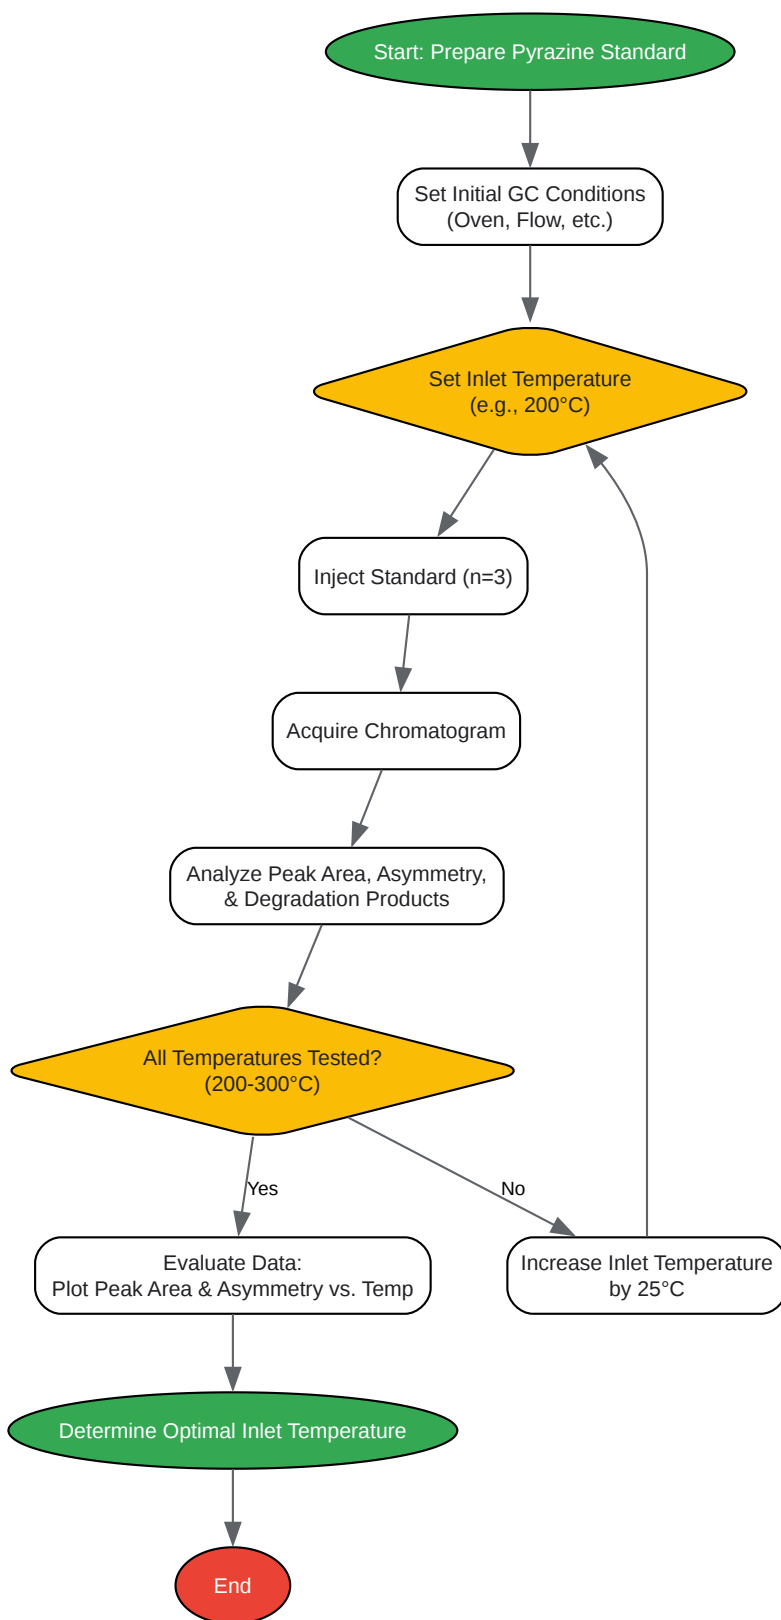 Start: Prepare Pyrazine Standard
Set Initial GC Conditions
(Oven, Flow, etc.)
Set Inlet Temperature
(e.g., 200°C)
Inject Standard (n=3)
Acquire Chromatogram
Analyze Peak Area, Asymmetry,
& Degradation Products
All Temperatures Tested?
(200-300°C)
Yes
No
Evaluate Data:
Plot Peak Area & Asymmetry vs. Temp
Increase Inlet Temperature
by 25°C
Determine Optimal Inlet Temperature
End